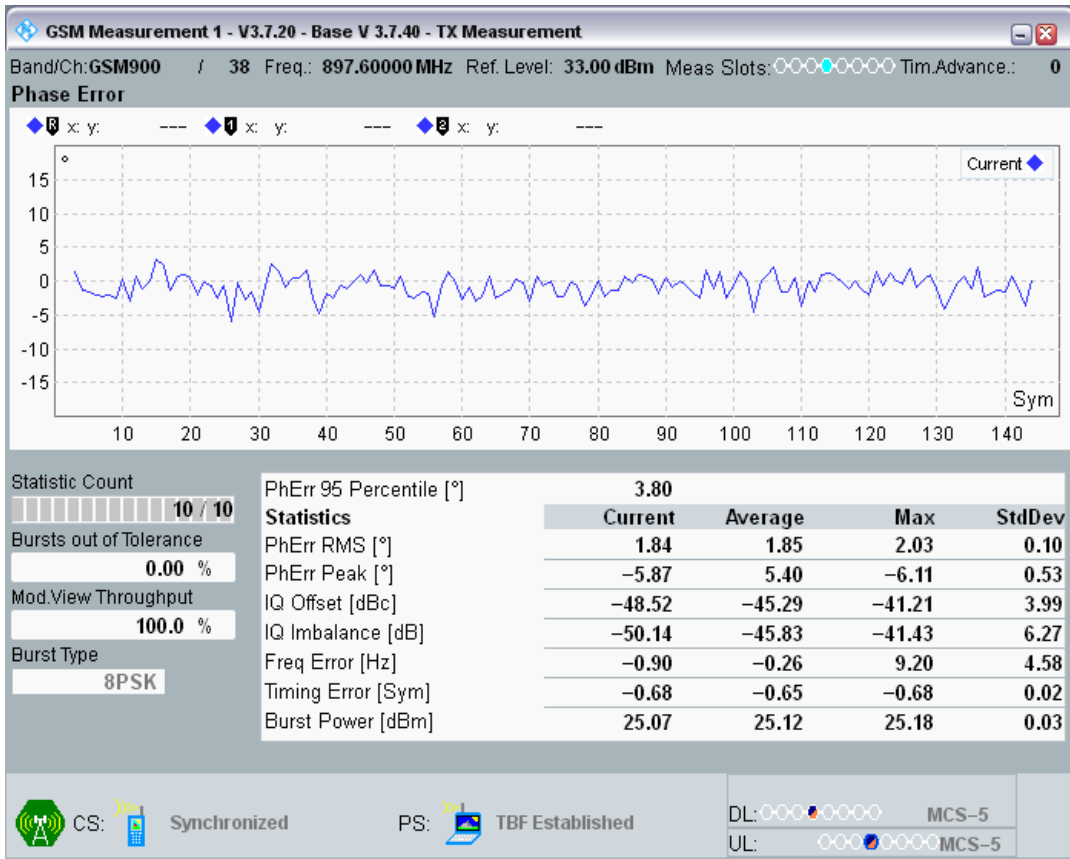 GSM Measurement 1 - V3.7.20 - Base V 3.7.40 - TX Measurement
Band/Ch:GSM900 / 38 Freq.: 897.60000 MHz Ref. Level: 33.00 dBm Meas Slots: Tim.Advance.: 0
Phase Error
R x: y: --- 1 x: y: --- 2 x: y: ---
°
Current
15
10
5
0
-5
-10
-15
Sym
10 20 30 40 50 60 70 80 90 100 110 120 130 140
Statistic Count
10 / 10
Bursts out of Tolerance
0.00 %
Mod.View Throughput
100.0 %
Burst Type
8PSK
PhErr 95 Percentile [°] 3.80
Statistics Current Average Max StdDev
PhErr RMS [°] 1.84 1.85 2.03 0.10
PhErr Peak [°] −5.87 5.40 −6.11 0.53
IQ Offset [dBc] −48.52 −45.29 −41.21 3.99
IQ Imbalance [dB] −50.14 −45.83 −41.43 6.27
Freq Error [Hz] −0.90 −0.26 9.20 4.58
Timing Error [Sym] −0.68 −0.65 −0.68 0.02
Burst Power [dBm] 25.07 25.12 25.18 0.03
CS: Synchronized PS: TBF Established
DL: MCS−5
UL: MCS−5